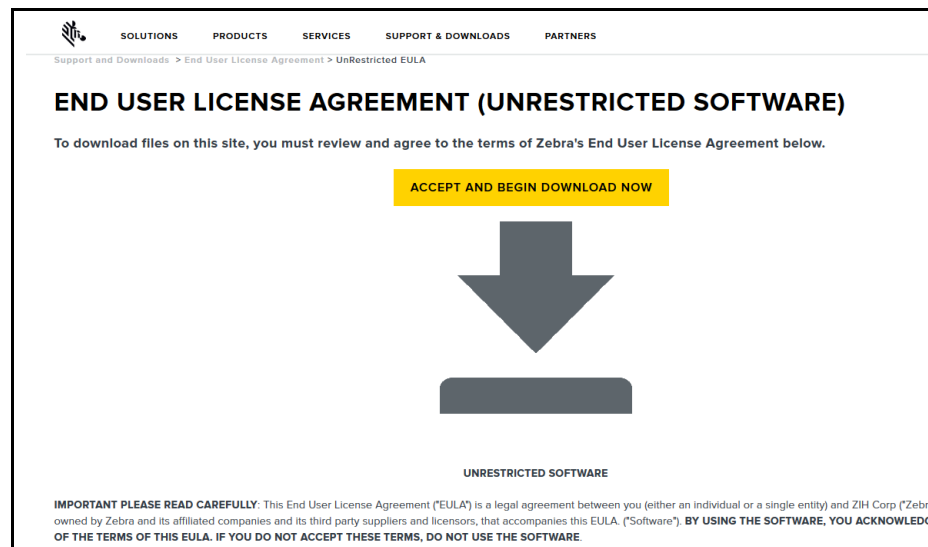 SOLUTIONS PRODUCTS SERVICES SUPPORT & DOWNLOADS PARTNERS
Support and Downloads > End User License Agreement > UnRestricted EULA
END USER LICENSE AGREEMENT (UNRESTRICTED SOFTWARE)
To download files on this site, you must review and agree to the terms of Zebra's End User License Agreement below.
ACCEPT AND BEGIN DOWNLOAD NOW
UNRESTRICTED SOFTWARE
IMPORTANT PLEASE READ CAREFULLY: This End User License Agreement ("EULA") is a legal agreement between you (either an individual or a single entity) and ZIH Corp ("Zebr
owned by Zebra and its affiliated companies and its third party suppliers and licensors, that accompanies this EULA. ("Software"). BY USING THE SOFTWARE, YOU ACKNOWLEDG
OF THE TERMS OF THIS EULA. IF YOU DO NOT ACCEPT THESE TERMS, DO NOT USE THE SOFTWARE.